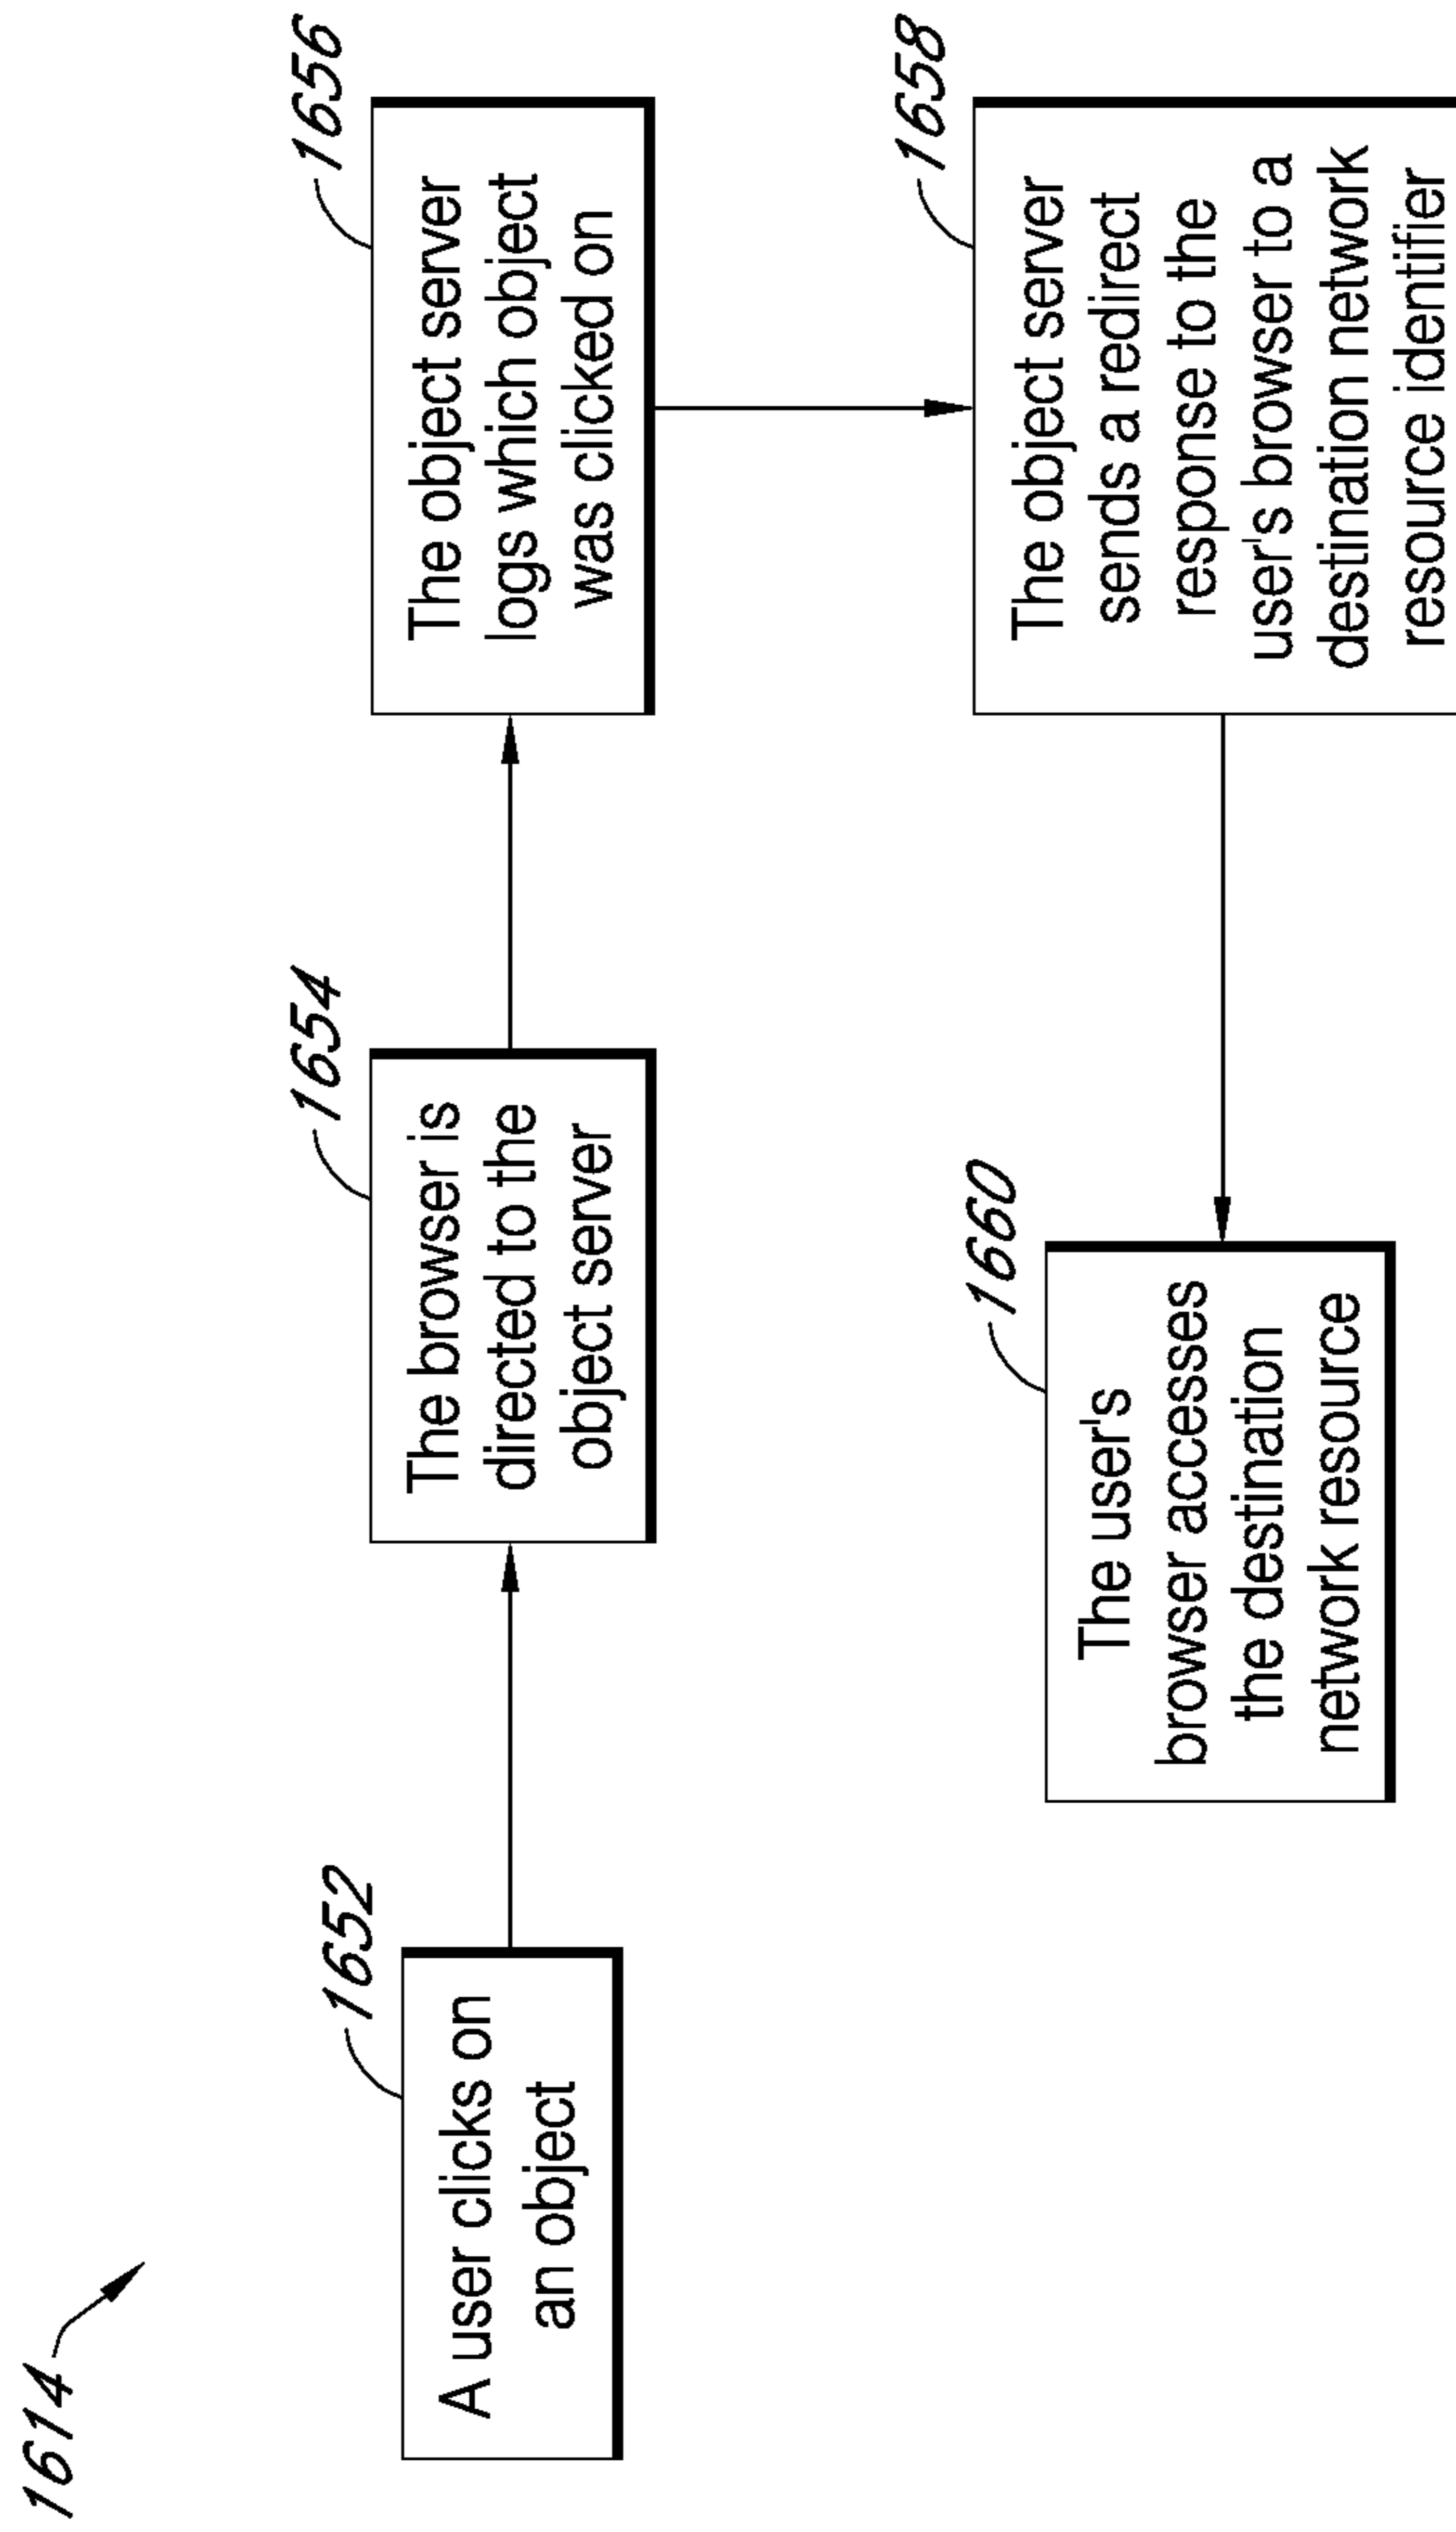 1614
1652
A user clicks on
an object
1654
The browser is
directed to the
object server
1656
The object server
logs which object
was clicked on
1658
The object server
sends a redirect
response to the
user's browser to a
destination network
resource identifier
1660
The user's
browser accesses
the destination
network resource